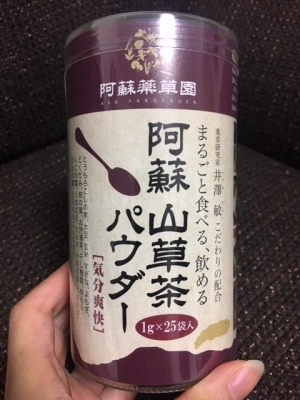 阿蘇薬草園
ASO YAKUSOUEN
薬草研究家 井澤 敏 こだわりの配合
まるごと食べる、飲める
阿蘇 山草茶
パウダー
[気分爽快]
1g×25袋入